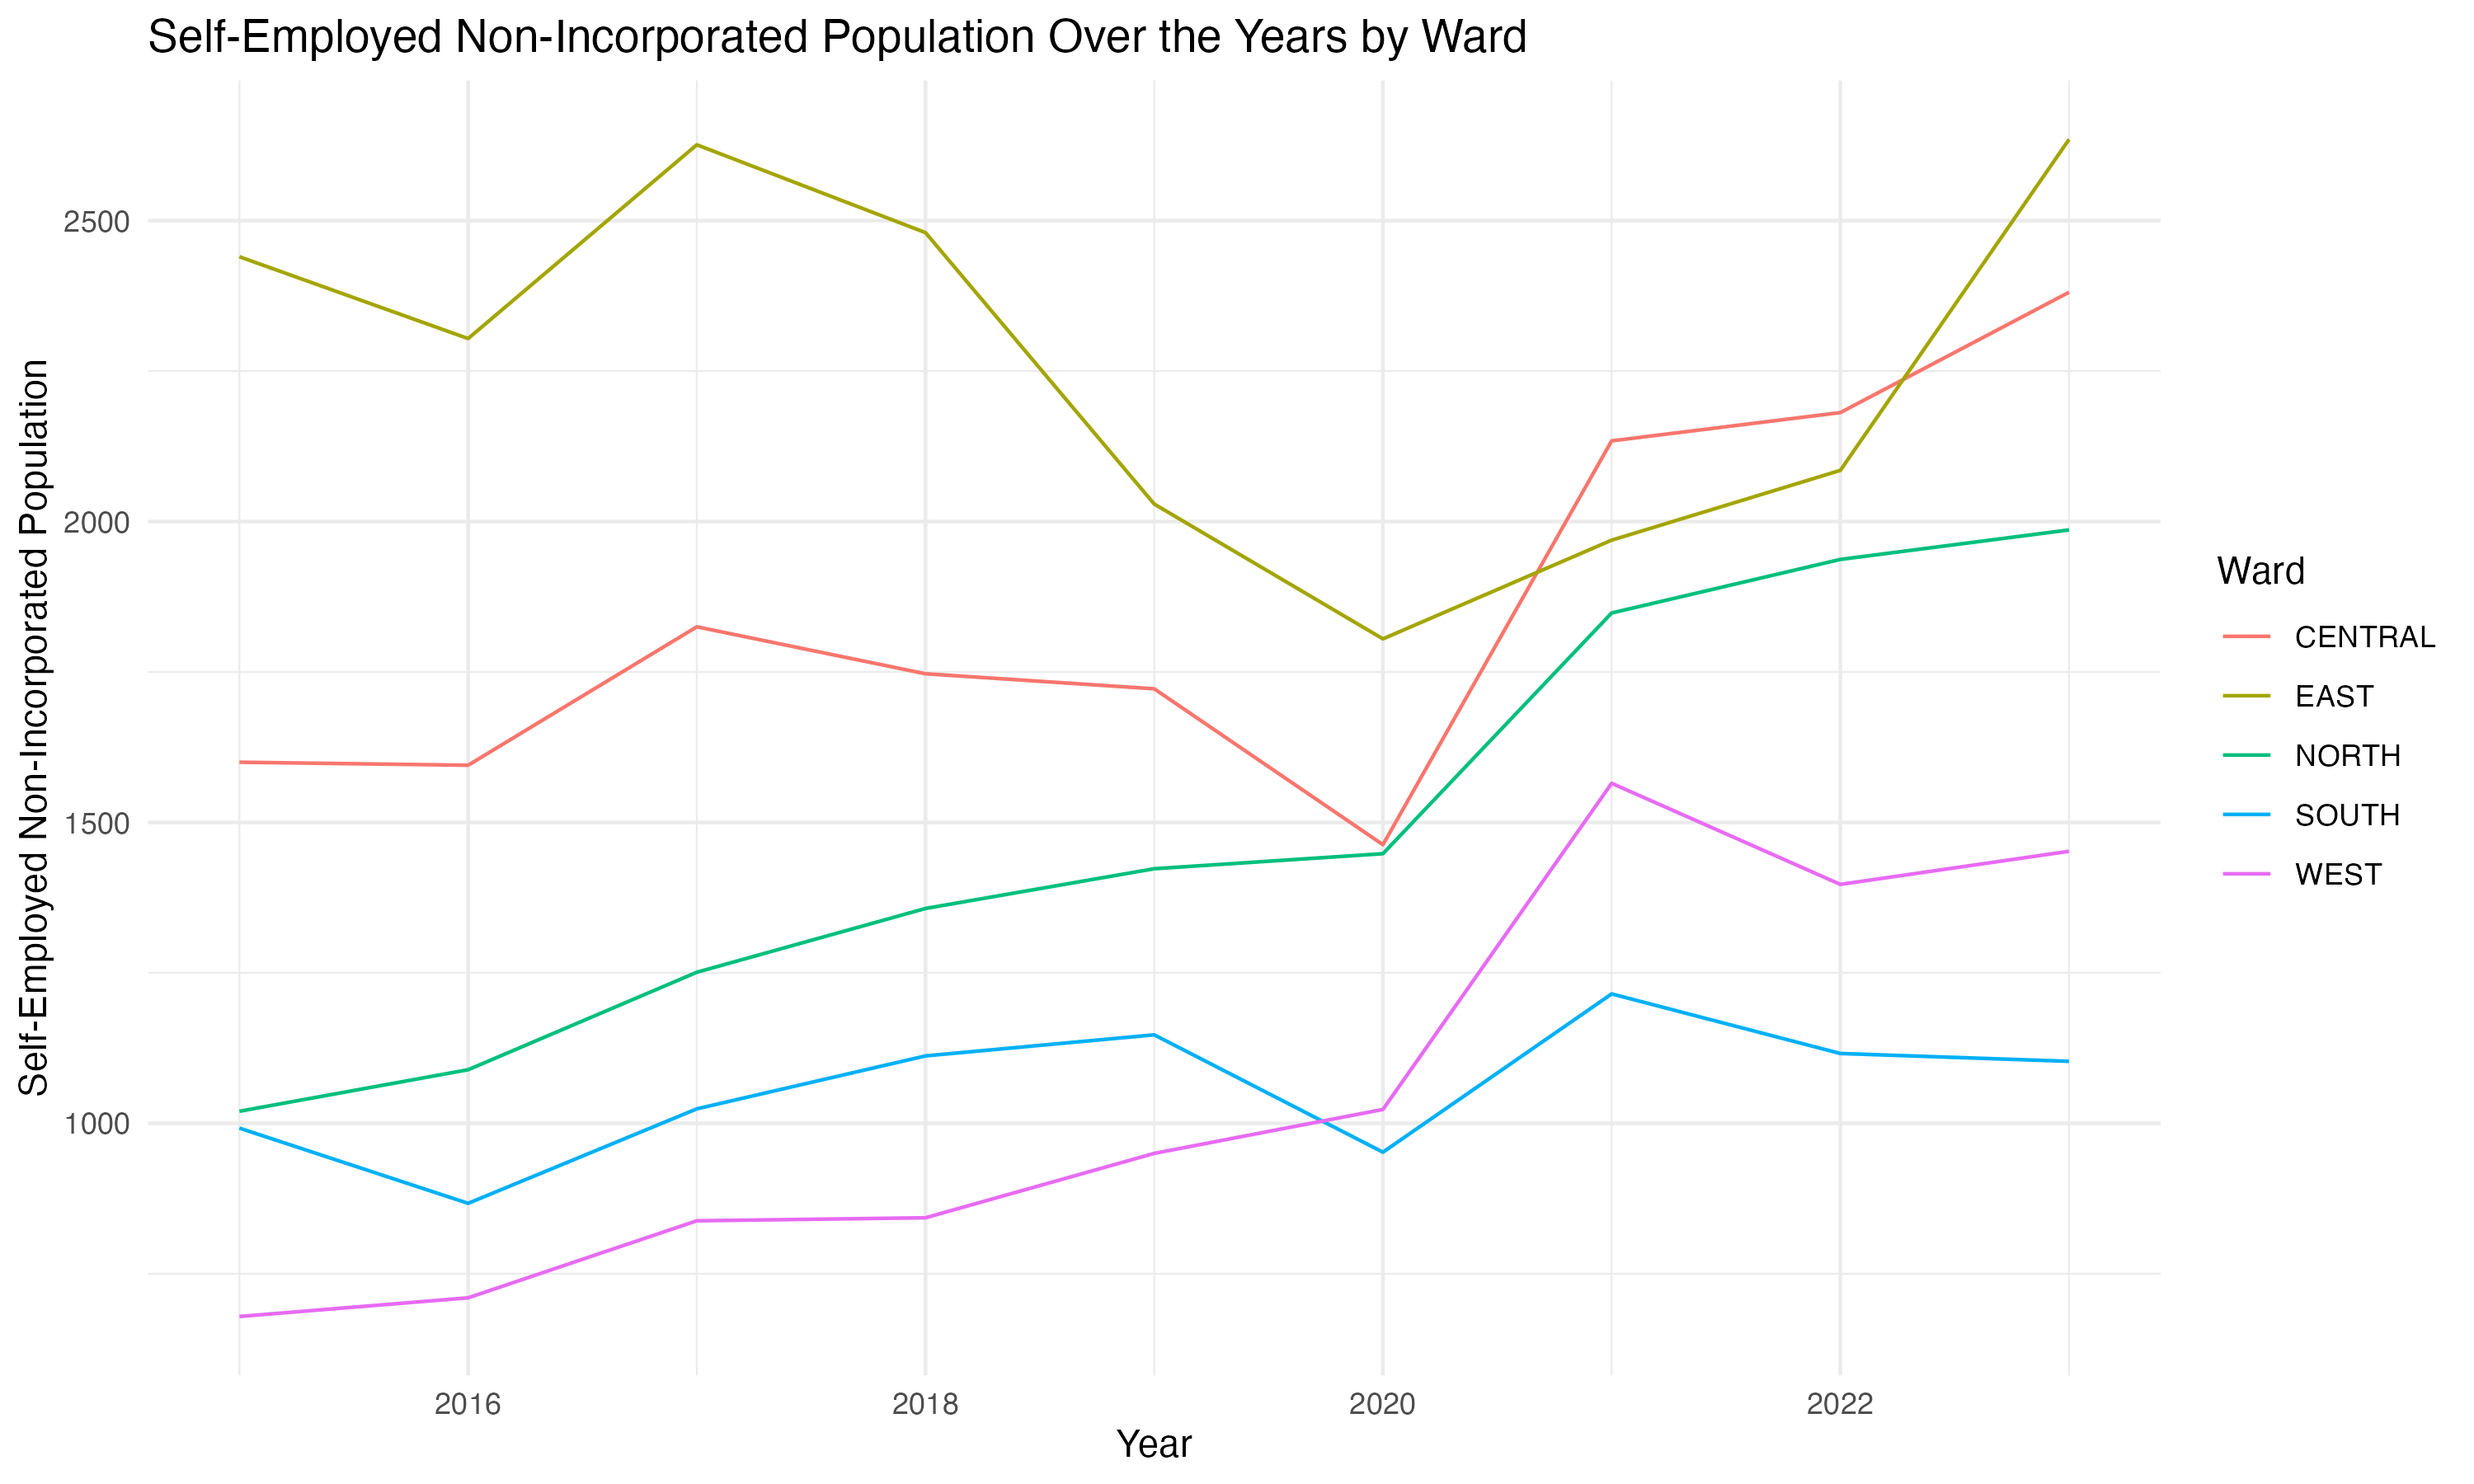 Self-Employed Non-Incorporated Population Over the Years by Ward
Self-Employed Non-Incorporated Population
2500
2000
1500
1000
2016
2018
2020
2022
Year
Ward
CENTRAL
EAST
NORTH
SOUTH
WEST